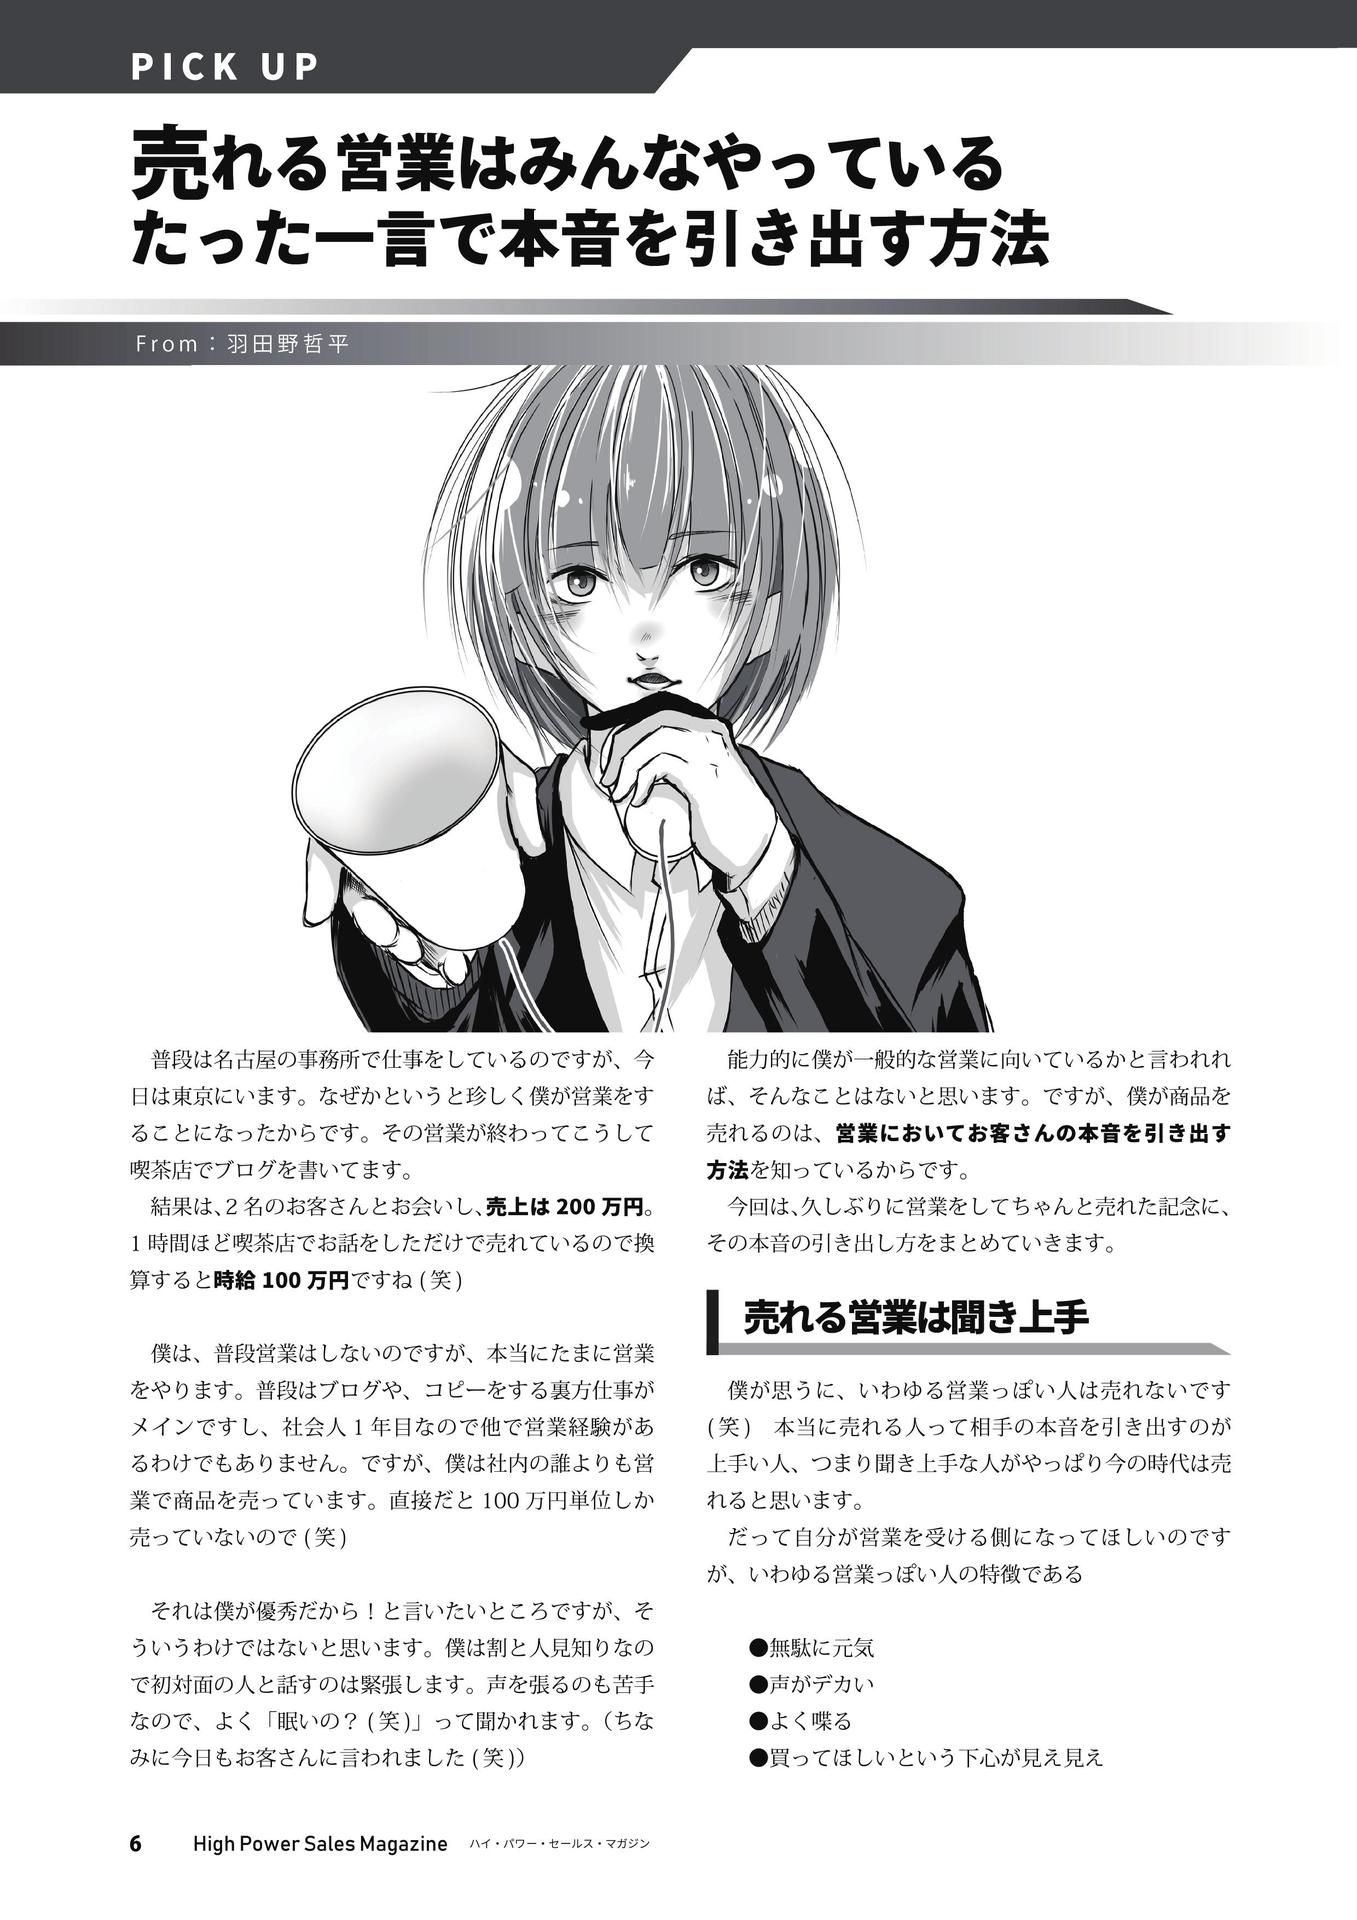 PICK UP
売れる営業はみんなやっている
たった一言で本音を引き出す方法
From：羽田野哲平
普段は名古屋の事務所で仕事をしているのですが、今
日は東京にいます。なぜかというと珍しく僕が営業をす
ることになったからです。その営業が終わってこうして
喫茶店でブログを書いてます。
結果は、2 名のお客さんとお会いし、売上は 200 万円。
1 時間ほど喫茶店でお話をしただけで売れているので換
算すると時給 100 万円ですね ( 笑 )
僕は、普段営業はしないのですが、本当にたまに営業
をやります。普段はブログや、コピーをする裏方仕事が
メインですし、社会人 1 年目なので他で営業経験があ
るわけでもありません。ですが、僕は社内の誰よりも営
業で商品を売っています。直接だと 100 万円単位しか
売っていないので ( 笑 )
それは僕が優秀だから！と言いたいところですが、そ
ういうわけではないと思います。僕は割と人見知りなの
で初対面の人と話すのは緊張します。声を張るのも苦手
なので、よく「眠いの？ ( 笑 )」って聞かれます。（ちな
みに今日もお客さんに言われました ( 笑 )）
能力的に僕が一般的な営業に向いているかと言われれ
ば、そんなことはないと思います。ですが、僕が商品を
売れるのは、営業においてお客さんの本音を引き出す
方法を知っているからです。
今回は、久しぶりに営業をしてちゃんと売れた記念に、
その本音の引き出し方をまとめていきます。
売れる営業は聞き上手
僕が思うに、いわゆる営業っぽい人は売れないです
( 笑 )　本当に売れる人って相手の本音を引き出すのが
上手い人、つまり聞き上手な人がやっぱり今の時代は売
れると思います。
だって自分が営業を受ける側になってほしいのです
が、いわゆる営業っぽい人の特徴である
●無駄に元気
●声がデカい
●よく喋る
●買ってほしいという下心が見え見え
6 High Power Sales Magazine ハイ・パワー・セールス・マガジン